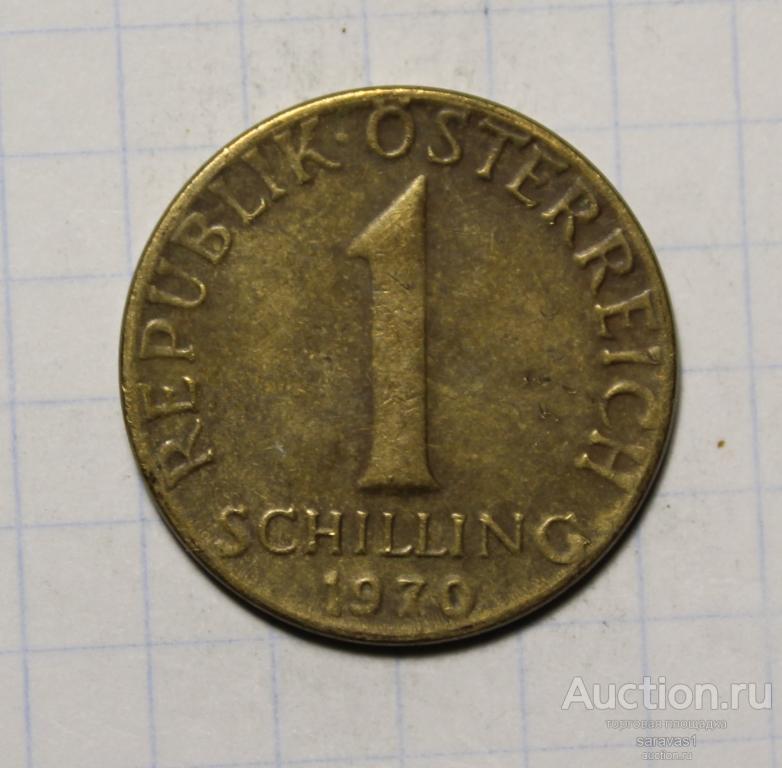 REPUBLIK · ÖSTERREICH
1
SCHILLING
1970
Auction.ru
торговая площадка
saravas1
auction.ru